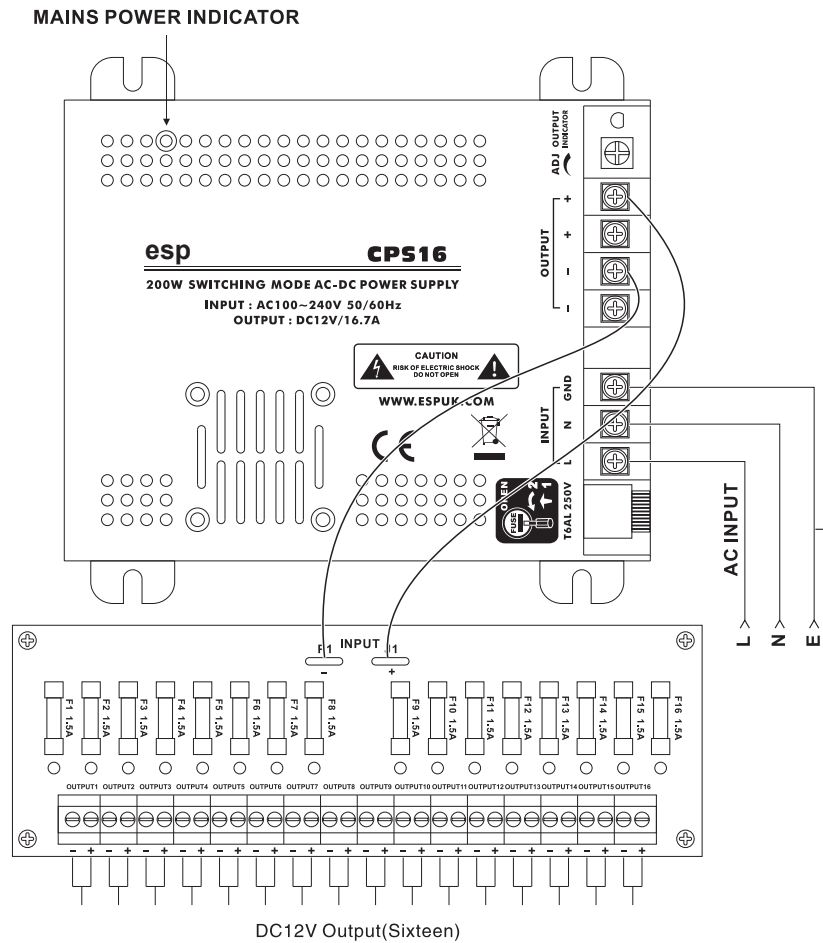 MAINS POWER INDICATOR
ADJ OUTPUT INDICATOR
esp CPS16
200W SWITCHING MODE AC-DC POWER SUPPLY
INPUT : AC100~240V 50/60Hz
OUTPUT : DC12V/16.7A
OUTPUT + + - -
CAUTION
RISK OF ELECTRIC SHOCK
DO NOT OPEN
WWW.ESPUK.COM
CE
INPUT GND N L
OPEN 2 1
FUSE
T6AL 250V
AC INPUT
L N E
INPUT J1
- +
F1 1.5A F2 1.5A F3 1.5A F4 1.5A F5 1.5A F6 1.5A F7 1.5A F8 1.5A F9 1.5A F10 1.5A F11 1.5A F12 1.5A F13 1.5A F14 1.5A F15 1.5A F16 1.5A
OUTPUT1 OUTPUT2 OUTPUT3 OUTPUT4 OUTPUT5 OUTPUT6 OUTPUT7 OUTPUT8 OUTPUT9 OUTPUT10 OUTPUT11 OUTPUT12 OUTPUT13 OUTPUT14 OUTPUT15 OUTPUT16
- + - + - + - + - + - + - + - + - + - + - + - + - + - + - + - +
DC12V Output(Sixteen)